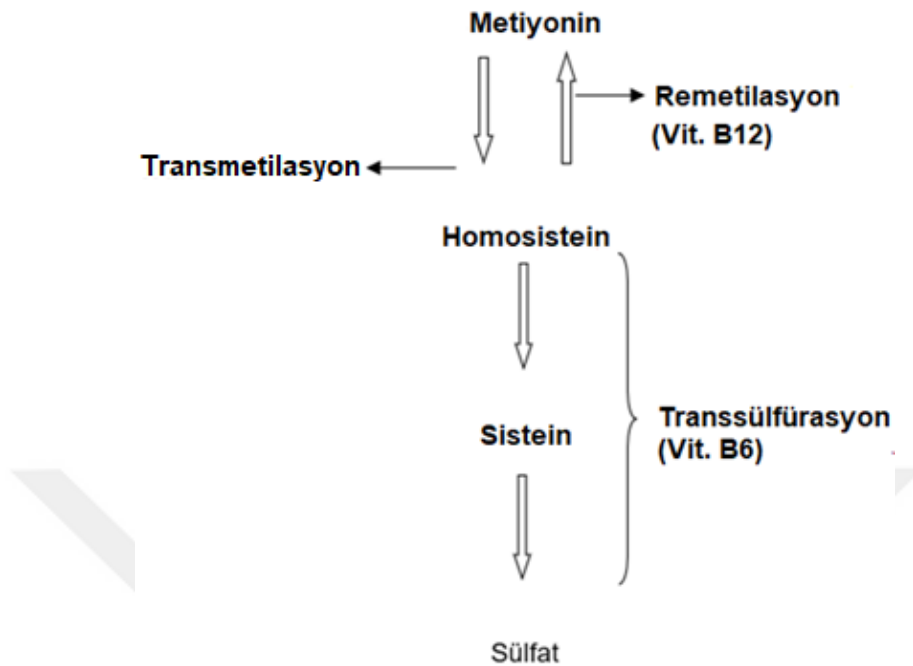 Metiyonin
Remetilasyon
(Vit. B12)
Transmetilasyon
Homosistein
Sistein
Transsülfürasyon
(Vit. B6)
Sülfat